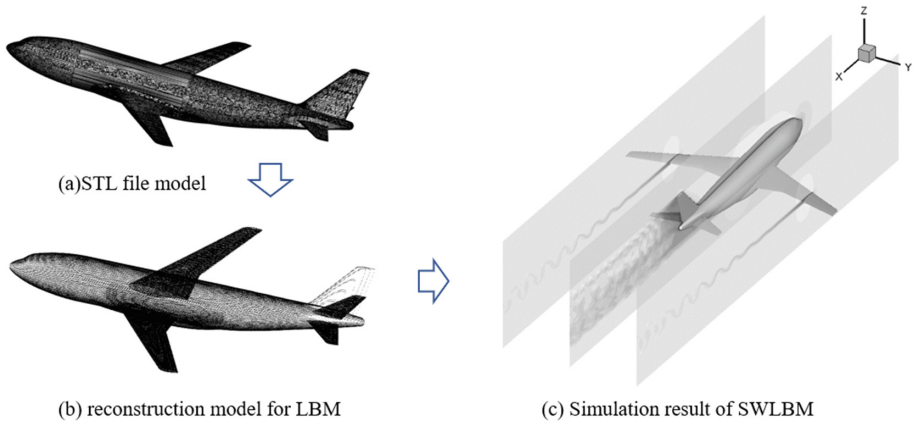 (a)STL file model
(b) reconstruction model for LBM
Z
X
Y
(c) Simulation result of SWLBM